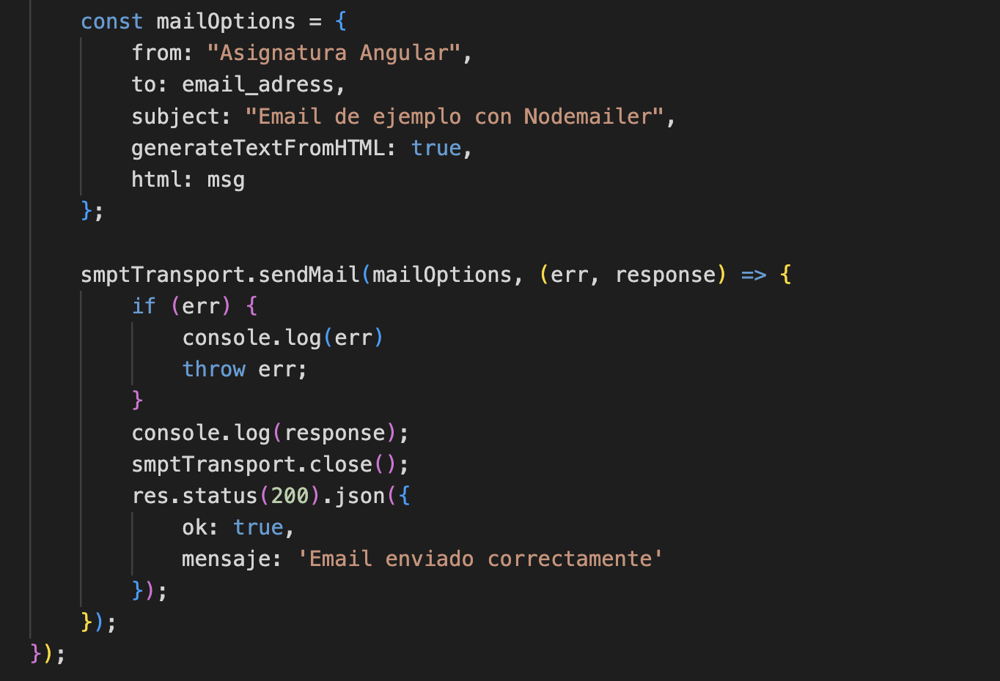 const mailOptions = {
from: "Asignatura Angular",
to: email_adress,
subject: "Email de ejemplo con Nodemailer",
generateTextFromHTML: true,
html: msg
};
smptTransport.sendMail(mailOptions, (err, response) => {
if (err) {
console.log(err)
throw err;
}
console.log(response);
smptTransport.close();
res.status(200).json({
ok: true,
mensaje: 'Email enviado correctamente'
});
});
});